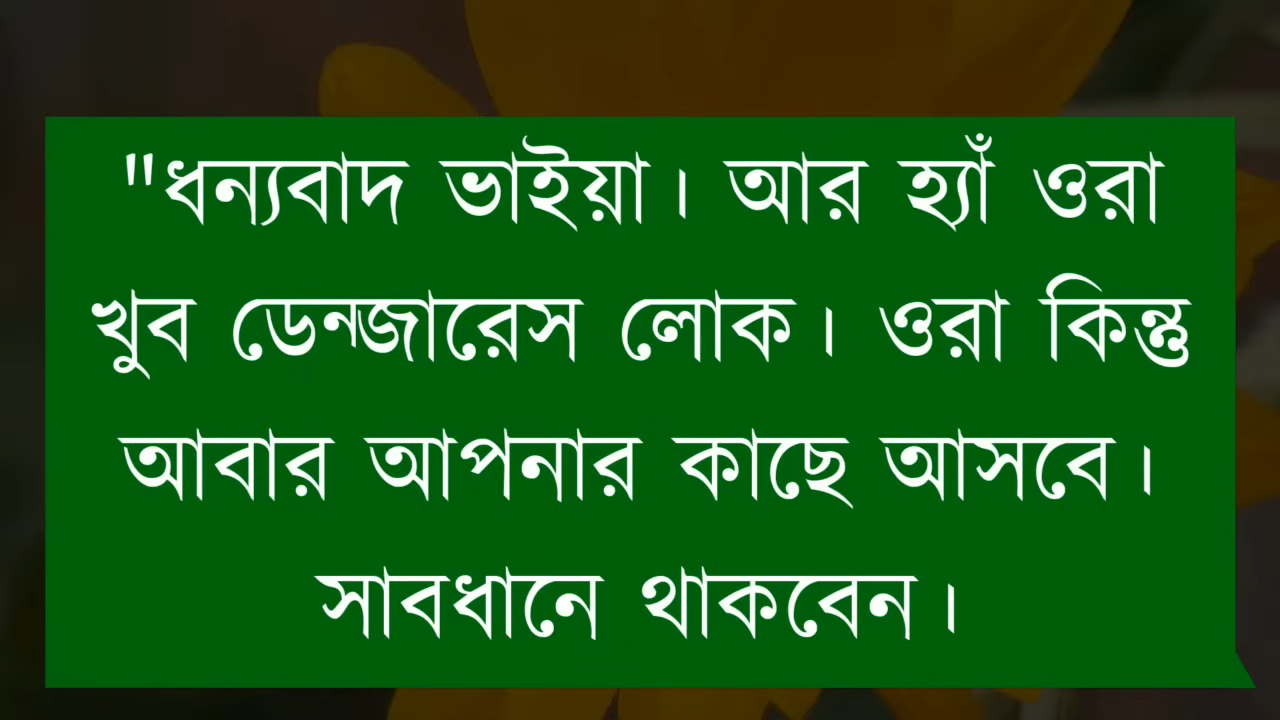 "ধন্যবাদ ভাইয়া। আর হ্যাঁ ওরা
খুব ডেন্জারেস লোক। ওরা কিন্তু
আবার আপনার কাছে আসবে।
সাবধানে থাকবেন।